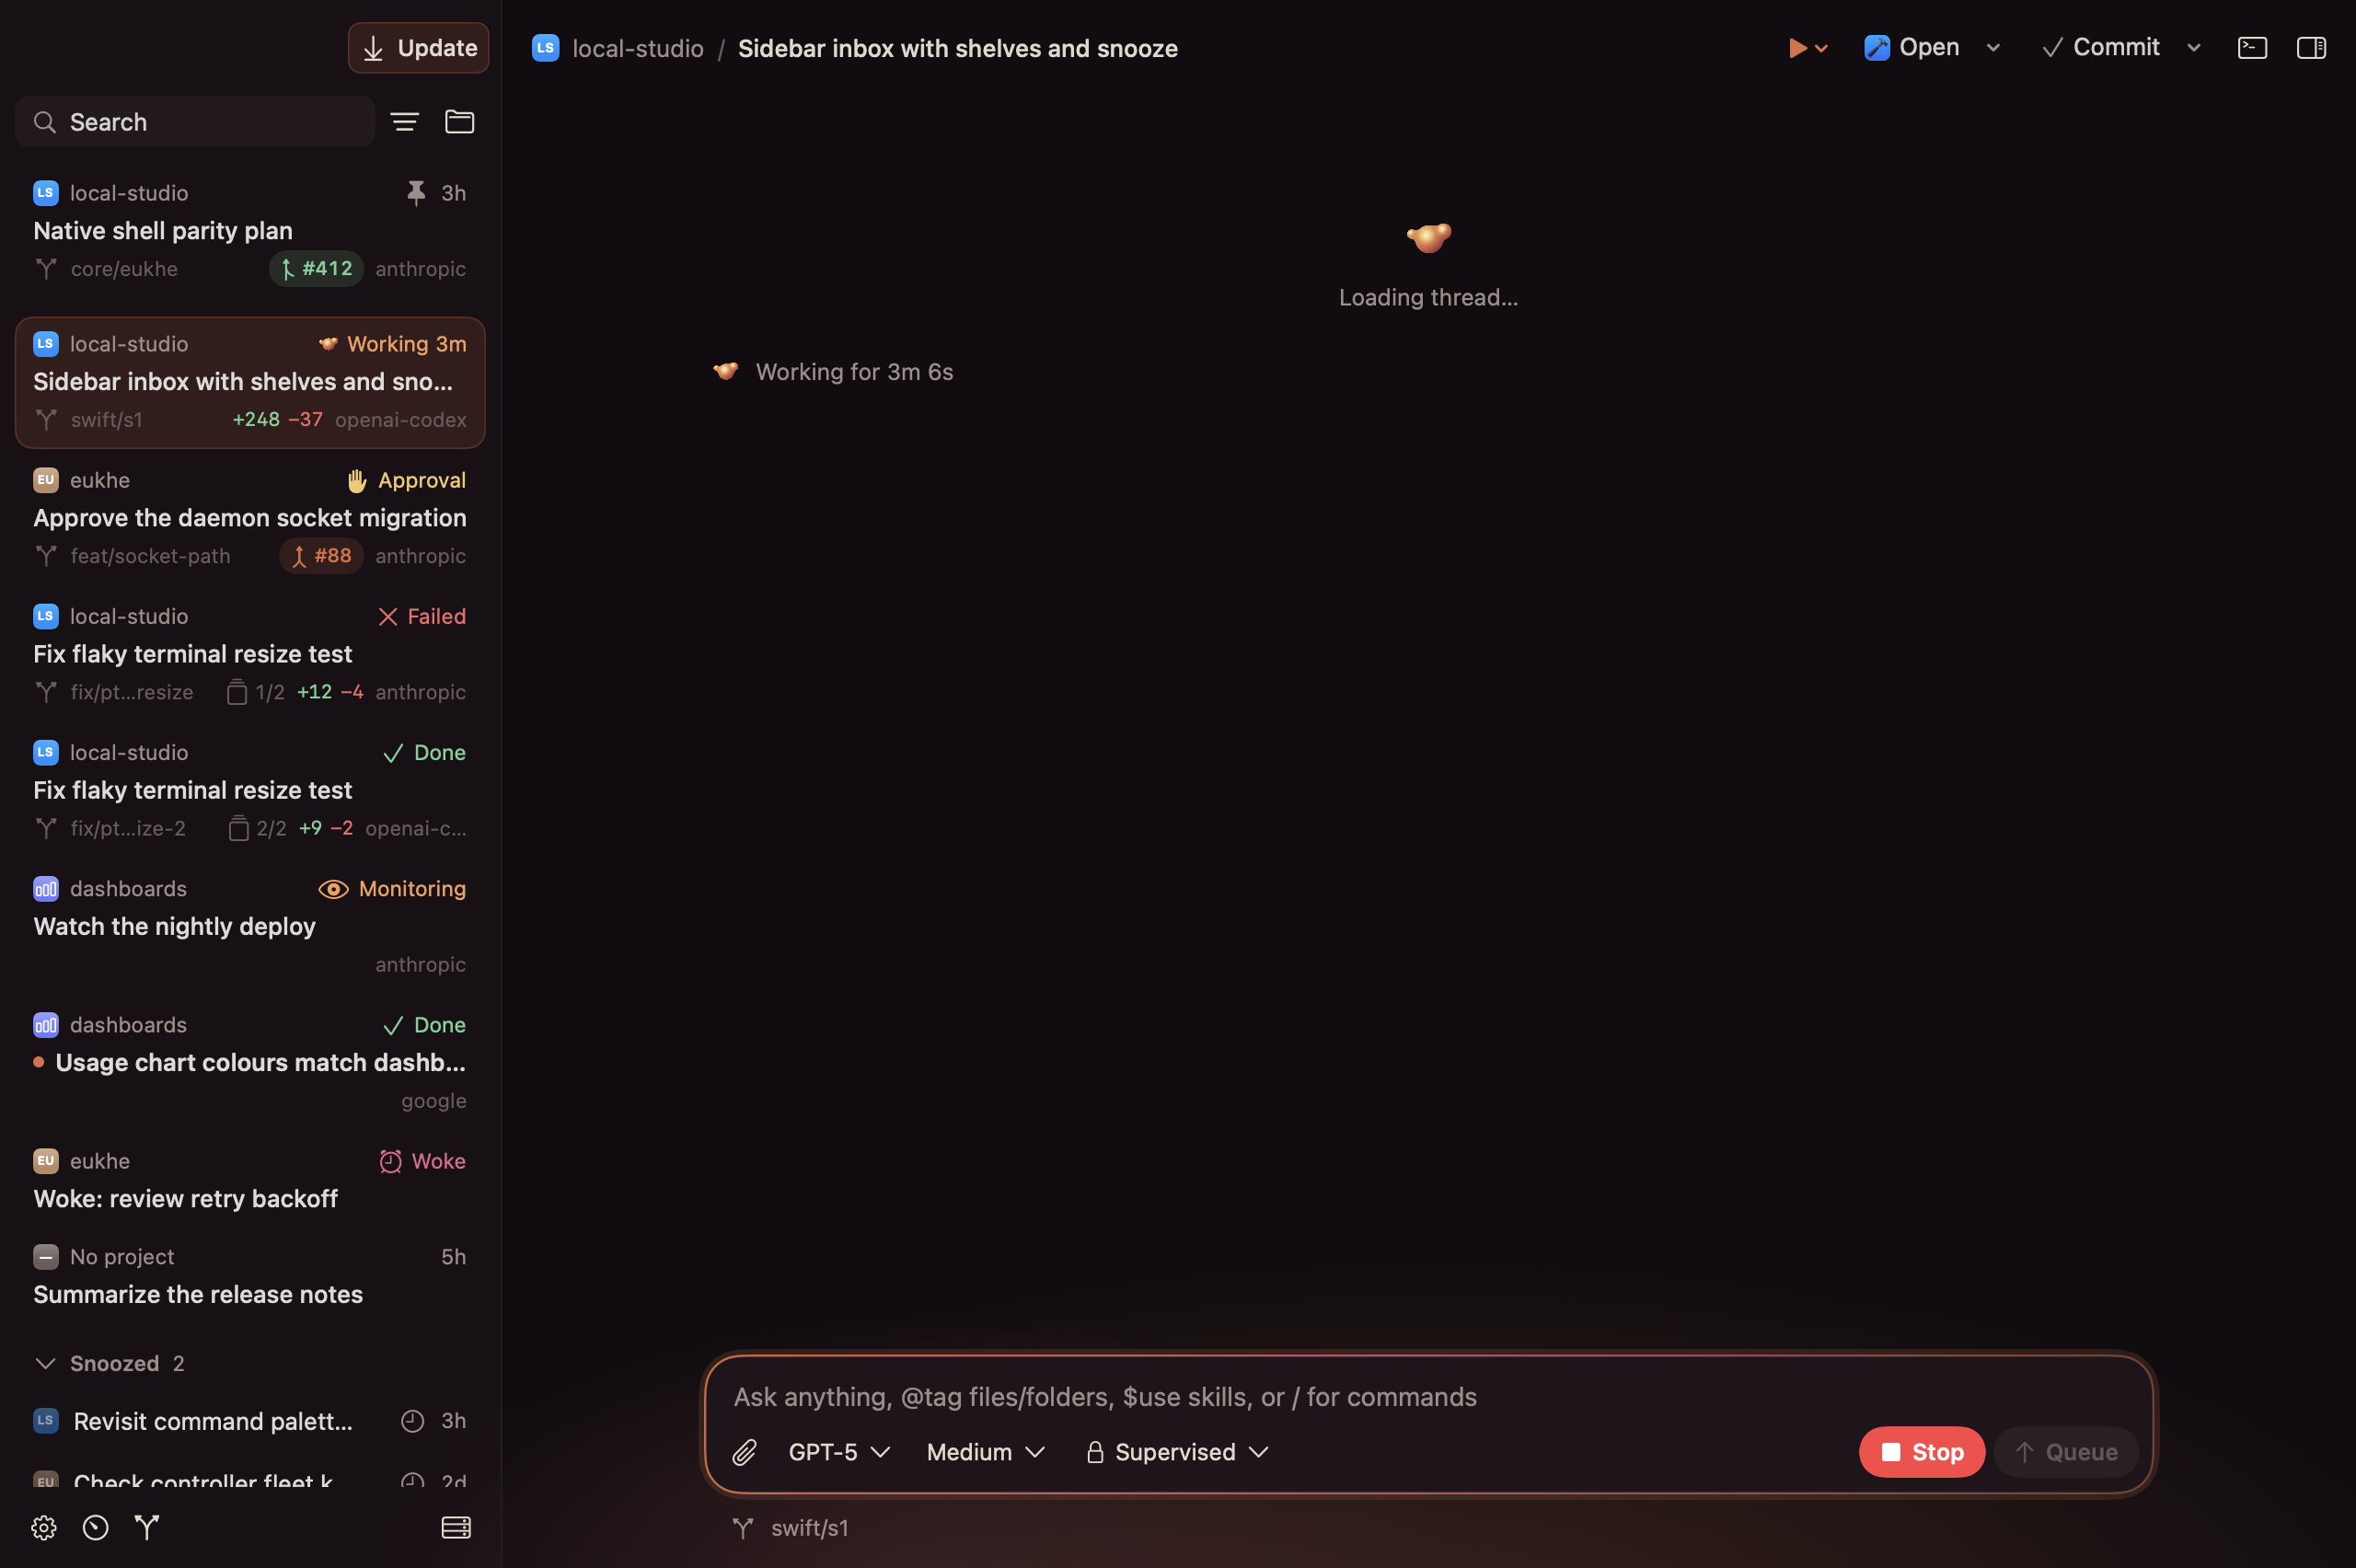 Update
Search
LS local-studio 3h
Native shell parity plan
core/eukhe #412 anthropic
LS local-studio Working 3m
Sidebar inbox with shelves and sno...
swift/s1 +248 −37 openai-codex
EU eukhe Approval
Approve the daemon socket migration
feat/socket-path #88 anthropic
LS local-studio Failed
Fix flaky terminal resize test
fix/pt...resize 1/2 +12 −4 anthropic
LS local-studio Done
Fix flaky terminal resize test
fix/pt...ize-2 2/2 +9 −2 openai-c...
dashboards Monitoring
Watch the nightly deploy
anthropic
dashboards Done
Usage chart colours match dashb...
google
EU eukhe Woke
Woke: review retry backoff
No project 5h
Summarize the release notes
Snoozed 2
LS Revisit command palett... 3h
EU Check controller fleet k 2d
LS local-studio / Sidebar inbox with shelves and snooze
Open Commit
Loading thread...
Working for 3m 6s
Ask anything, @tag files/folders, $use skills, or / for commands
GPT-5 Medium Supervised Stop Queue
swift/s1